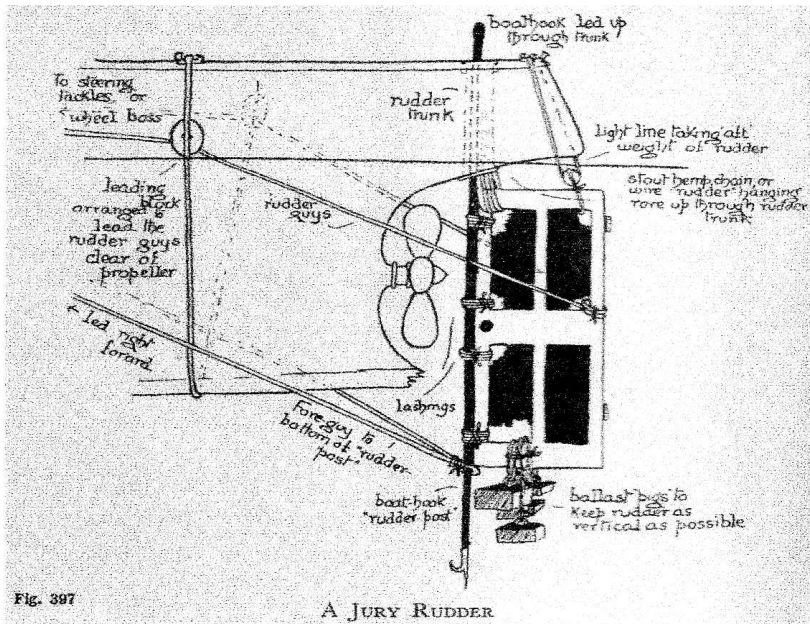 boathook led up
through trunk
To steering
tackles, or
wheel boss
rudder
trunk
light line taking aft
weight of rudder
stout hemp, chain, or
wire "rudder" hanging
rove up through rudder
trunk
leading
block
arranged to
lead the
rudder guys
clear of
propeller
rudder
guys
← led right
forard
lashings
Fore guy to
bottom of "rudder-
post"
boat-hook
"rudder-post"
ballast pigs to
keep rudder as
vertical as possible
Fig. 397
A JURY RUDDER